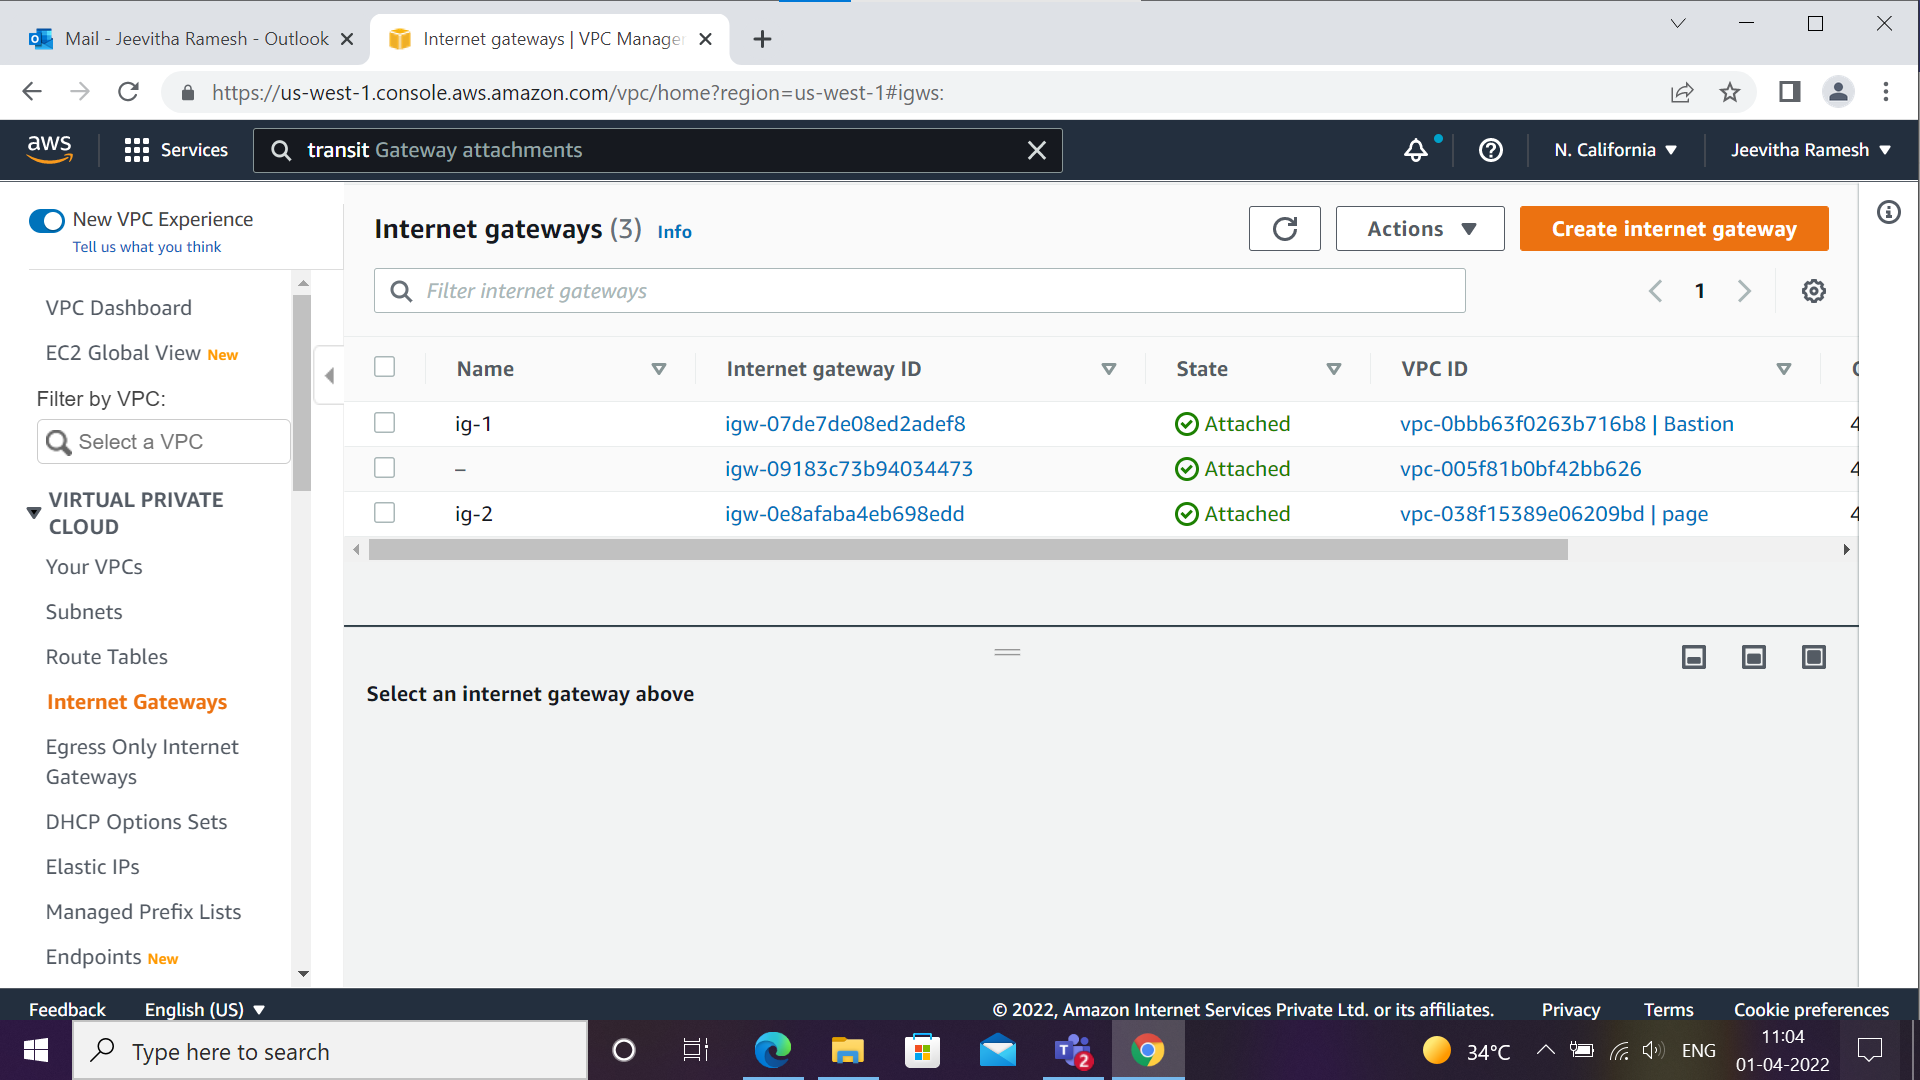 Mail - Jeevitha Ramesh - Outlook
Internet gateways | VPC Manage
https://us-west-1.console.aws.amazon.com/vpc/home?region=us-west-1#igws:
aws
Services
transit Gateway attachments
N. California
Jeevitha Ramesh
New VPC Experience
Tell us what you think
VPC Dashboard
EC2 Global View New
Filter by VPC:
Select a VPC
VIRTUAL PRIVATE
CLOUD
Your VPCs
Subnets
Route Tables
Internet Gateways
Egress Only Internet
Gateways
DHCP Options Sets
Elastic IPs
Managed Prefix Lists
Endpoints New
Internet gateways (3) Info
Actions
Create internet gateway
Filter internet gateways
1
Name Internet gateway ID State VPC ID
ig-1 igw-07de7de08ed2adef8 Attached vpc-0bbb63f0263b716b8 | Bastion 4
– igw-09183c73b94034473 Attached vpc-005f81b0bf42bb626 4
ig-2 igw-0e8afaba4eb698edd Attached vpc-038f15389e06209bd | page 4
Select an internet gateway above
Feedback
English (US)
© 2022, Amazon Internet Services Private Ltd. or its affiliates.
Privacy
Terms
Cookie preferences
Type here to search
T
2
34°C
ENG
11:04
01-04-2022